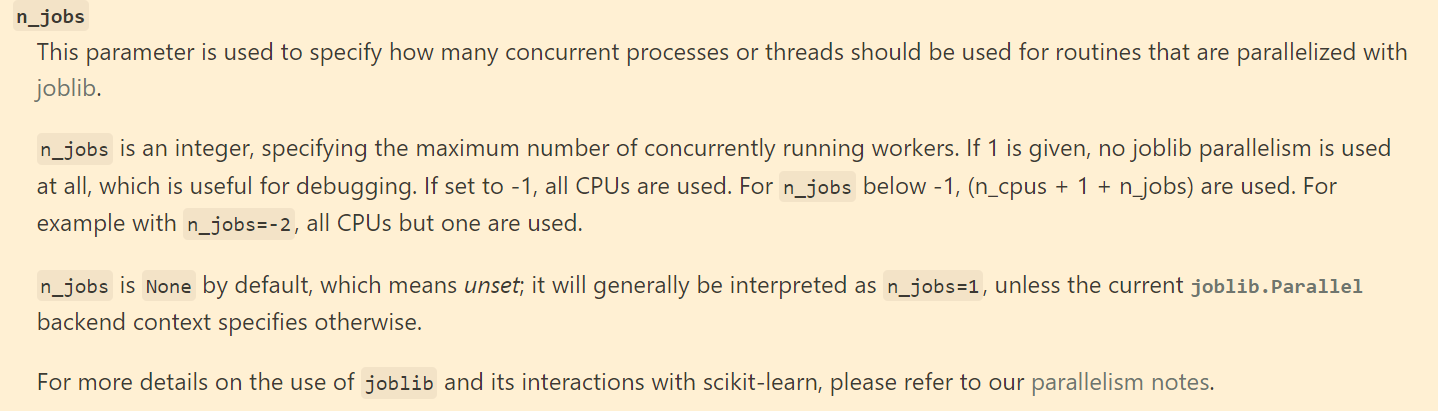 n_jobs
This parameter is used to specify how many concurrent processes or threads should be used for routines that are parallelized with
joblib.
n_jobs is an integer, specifying the maximum number of concurrently running workers. If 1 is given, no joblib parallelism is used
at all, which is useful for debugging. If set to -1, all CPUs are used. For n_jobs below -1, (n_cpus + 1 + n_jobs) are used. For
example with n_jobs=-2, all CPUs but one are used.
n_jobs is None by default, which means unset; it will generally be interpreted as n_jobs=1, unless the current joblib.Parallel
backend context specifies otherwise.
For more details on the use of joblib and its interactions with scikit-learn, please refer to our parallelism notes.